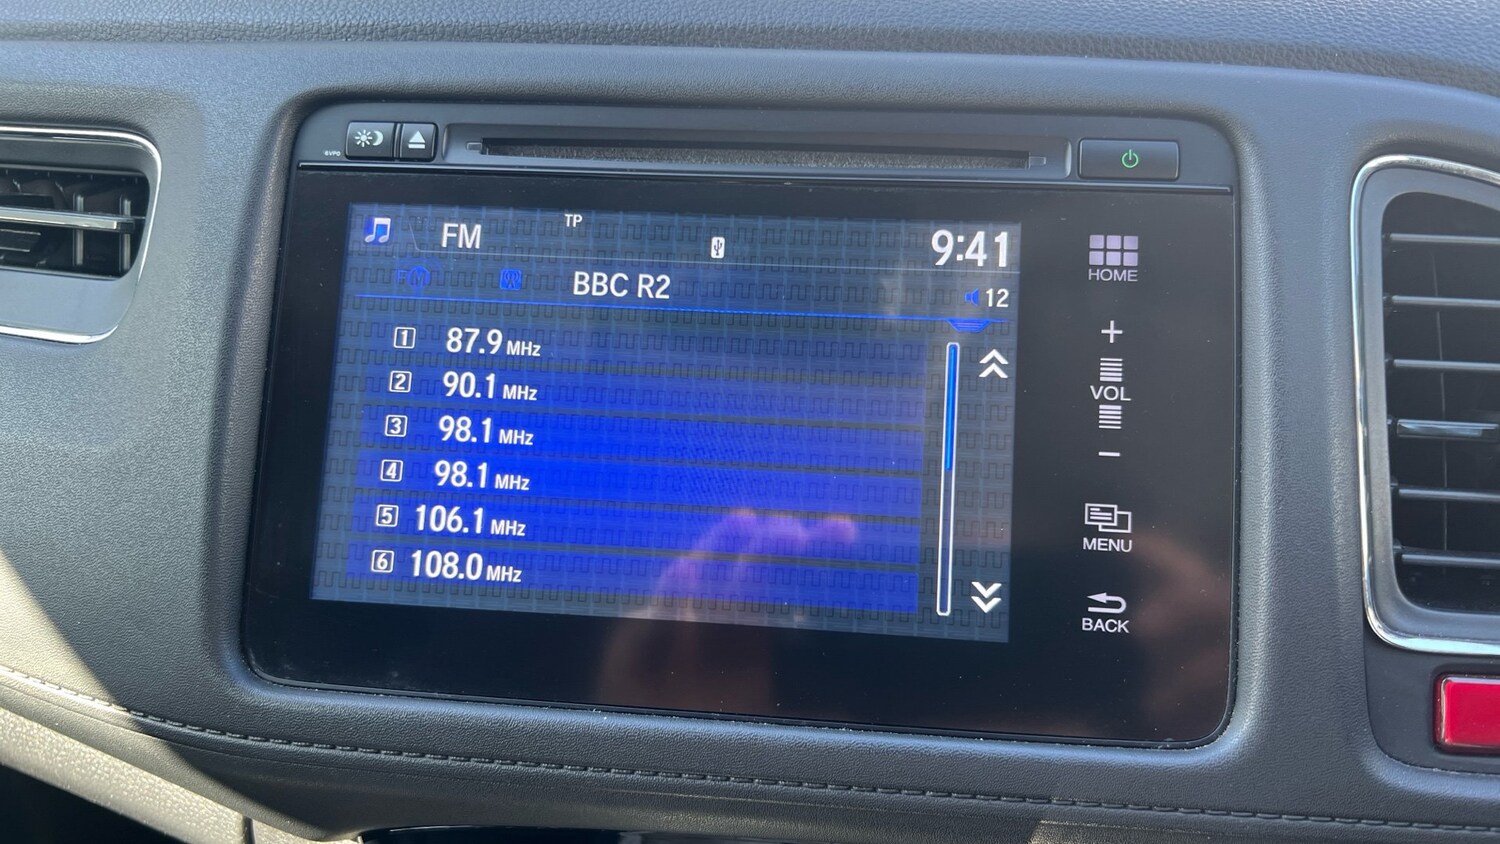 TP
FM
9:41
FM BBC R2
12
1 87.9 MHz
2 90.1 MHz
3 98.1 MHz
4 98.1 MHz
5 106.1 MHz
6 108.0 MHz
HOME
+
VOL
−
MENU
BACK